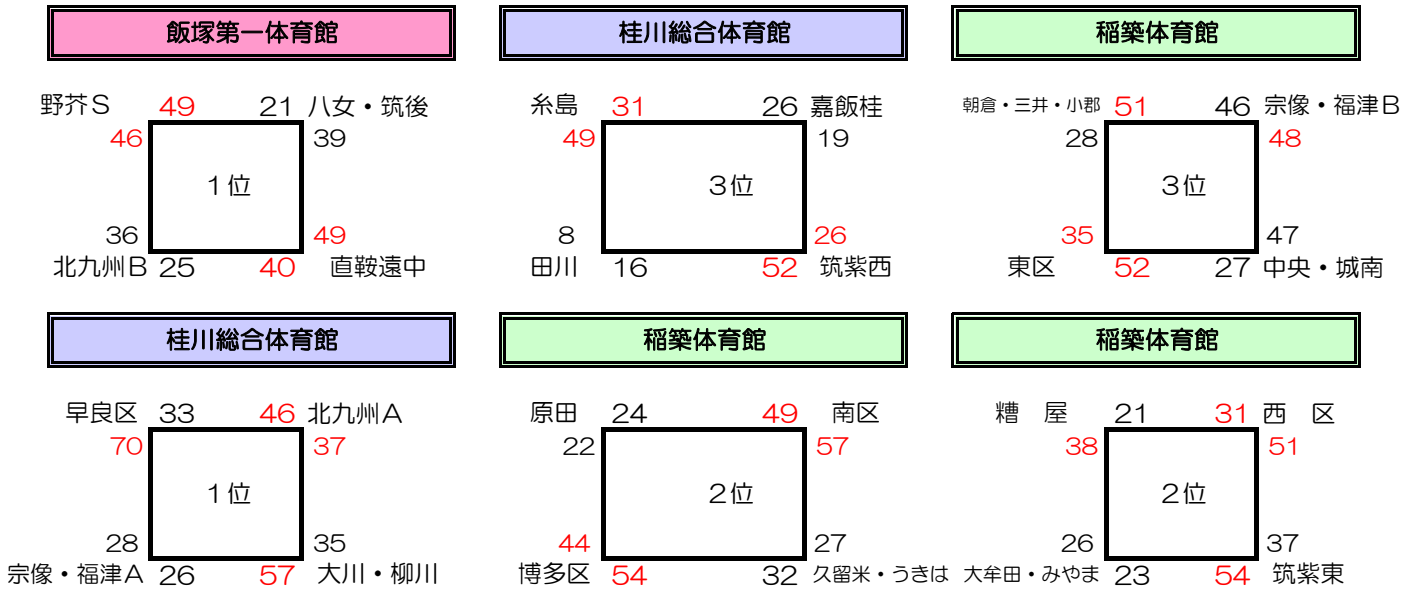 飯塚第一体育館 桂川総合体育館 稲築体育館
野芥S 49 21 八女・筑後 糸島 31 26 嘉飯桂 朝倉・三井・小郡 51 46 宗像・福津B
46 39 49 19 28 48
1位 3位 3位
36 49 8 26 35 47
北九州B 25 40 直鞍遠中 田川 16 52 筑紫西 東区 52 27 中央・城南
桂川総合体育館 稲築体育館 稲築体育館
早良区 33 46 北九州A 原田 24 49 南区 糟 屋 21 31 西 区
70 37 22 57 38 51
1位 2位 2位
28 35 44 27 26 37
宗像・福津A 26 57 大川・柳川 博多区 54 32 久留米・うきは 大牟田・みやま 23 54 筑紫東